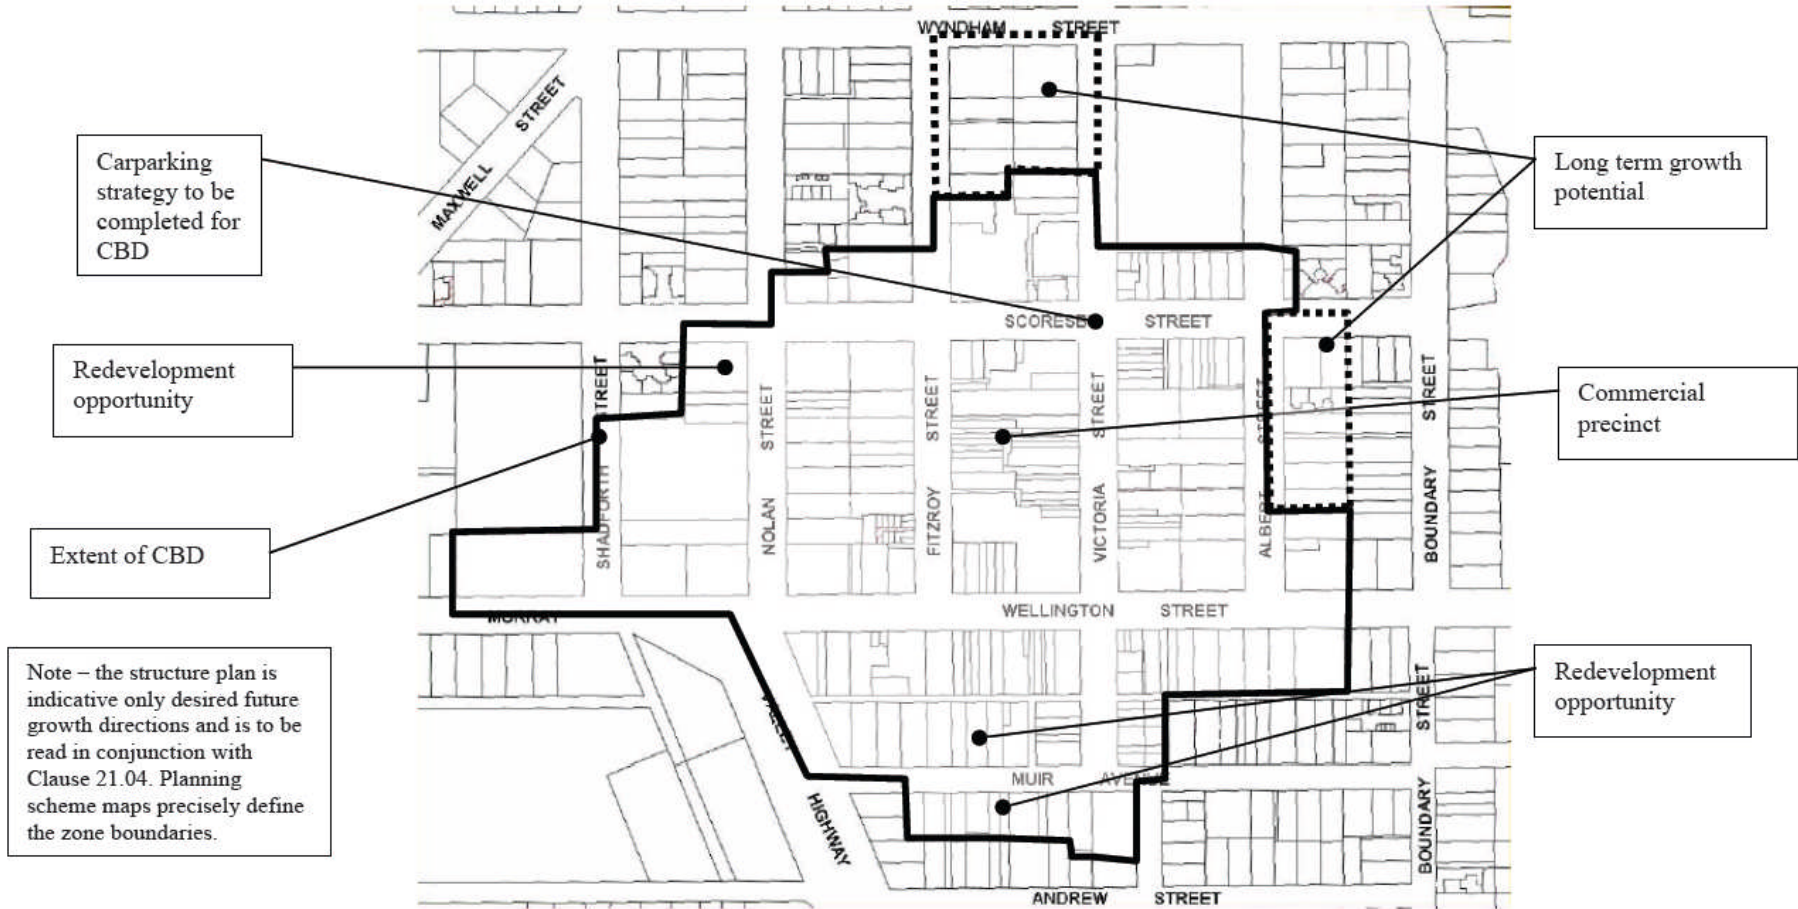 WYNDHAM STREET
MAXWELL STREET
Carparking
strategy to be
completed for
CBD
Long term growth
potential
SCORESB STREET
Redevelopment
opportunity
Commercial
precinct
STREET
SHADFORTH
STREET
NOLAN
STREET
FITZROY
STREET
VICTORIA
STREET
ALBERT
STREET
BOUNDARY
Extent of CBD
WELLINGTON STREET
MURRAY
VALLEY
HIGHWAY
Note – the structure plan is
indicative only desired future
growth directions and is to be
read in conjunction with
Clause 21.04. Planning
scheme maps precisely define
the zone boundaries.
Redevelopment
opportunity
STREET
BOUNDARY
MUIR AVENUE
ANDREW STREET